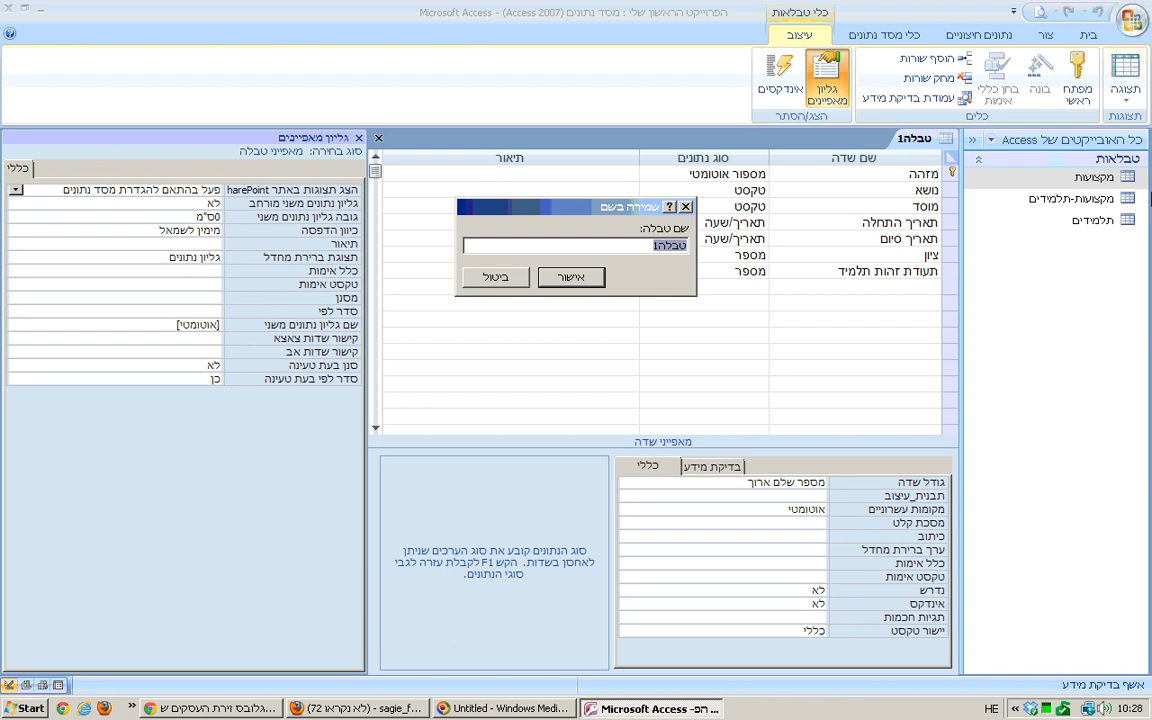 הפרוייקט הראשון שלי : מסד נתונים (Access 2007) - Microsoft Access
כלי טבלאות
בית
צור
נתונים חיצוניים
כלי מסד נתונים
עיצוב
תצוגה
תצוגות
מפתח ראשי
בונה
בחן כללי אימות
הוסף שורות
מחק שורות
עמודת בדיקת מידע
כלים
גליון מאפיינים
אינדקסים
הצג/הסתר
כל האובייקטים של Access
טבלאות
מקצועות
מקצועות-תלמידים
תלמידים
טבלה1
שם שדה סוג נתונים תיאור
מזהה מספור אוטומטי
נושא טקסט
מוסד טקסט
תאריך התחלה תאריך/שעה
תאריך סיום תאריך/שעה
ציון מספר
תעודת זהות תלמיד מספר
שמירה בשם
שם טבלה:
טבלה1
אישור
ביטול
מאפייני שדה
כללי
בדיקת מידע
גודל שדה מספר שלם ארוך
תבנית_עיצוב
מקומות עשרוניים אוטומטי
מסכת קלט
כיתוב
ערך ברירת מחדל
כלל אימות
טקסט אימות
נדרש לא
אינדקס לא
תגיות חכמות
יישור טקסט כללי
סוג הנתונים קובע את סוג הערכים שניתן
לאחסן בשדות. הקש F1 לקבלת עזרה לגבי
סוגי הנתונים.
גליון מאפיינים
סוג בחירה: מאפייני טבלה
כללי
הצג תצוגות באתר harePoint פעל בהתאם להגדרת מסד נתונים
גליון נתונים משני מורחב לא
גובה גליון נתונים משני 0ס"מ
כיוון הדפסה מימין לשמאל
תיאור
תצוגת ברירת מחדל גליון נתונים
כלל אימות
טקסט אימות
מסנן
סדר לפי
שם גליון נתונים משני [אוטומטי]
קישור שדות צאצא
קישור שדות אב
סנן בעת טעינה לא
סדר לפי בעת טעינה כן
אשף בדיקת מידע
Start
גלובס זירת העסקים ש...
(72 לא נקראו) - sagie_f...
Untitled - Windows Medi...
Microsoft Access - הפ...
HE
10:28